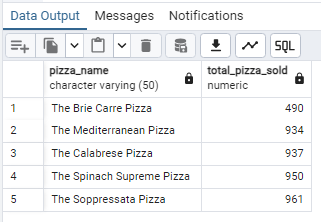 Data Output Messages Notifications
SQL
pizza_name total_pizza_sold
character varying (50) numeric
1 The Brie Carre Pizza 490
2 The Mediterranean Pizza 934
3 The Calabrese Pizza 937
4 The Spinach Supreme Pizza 950
5 The Soppressata Pizza 961